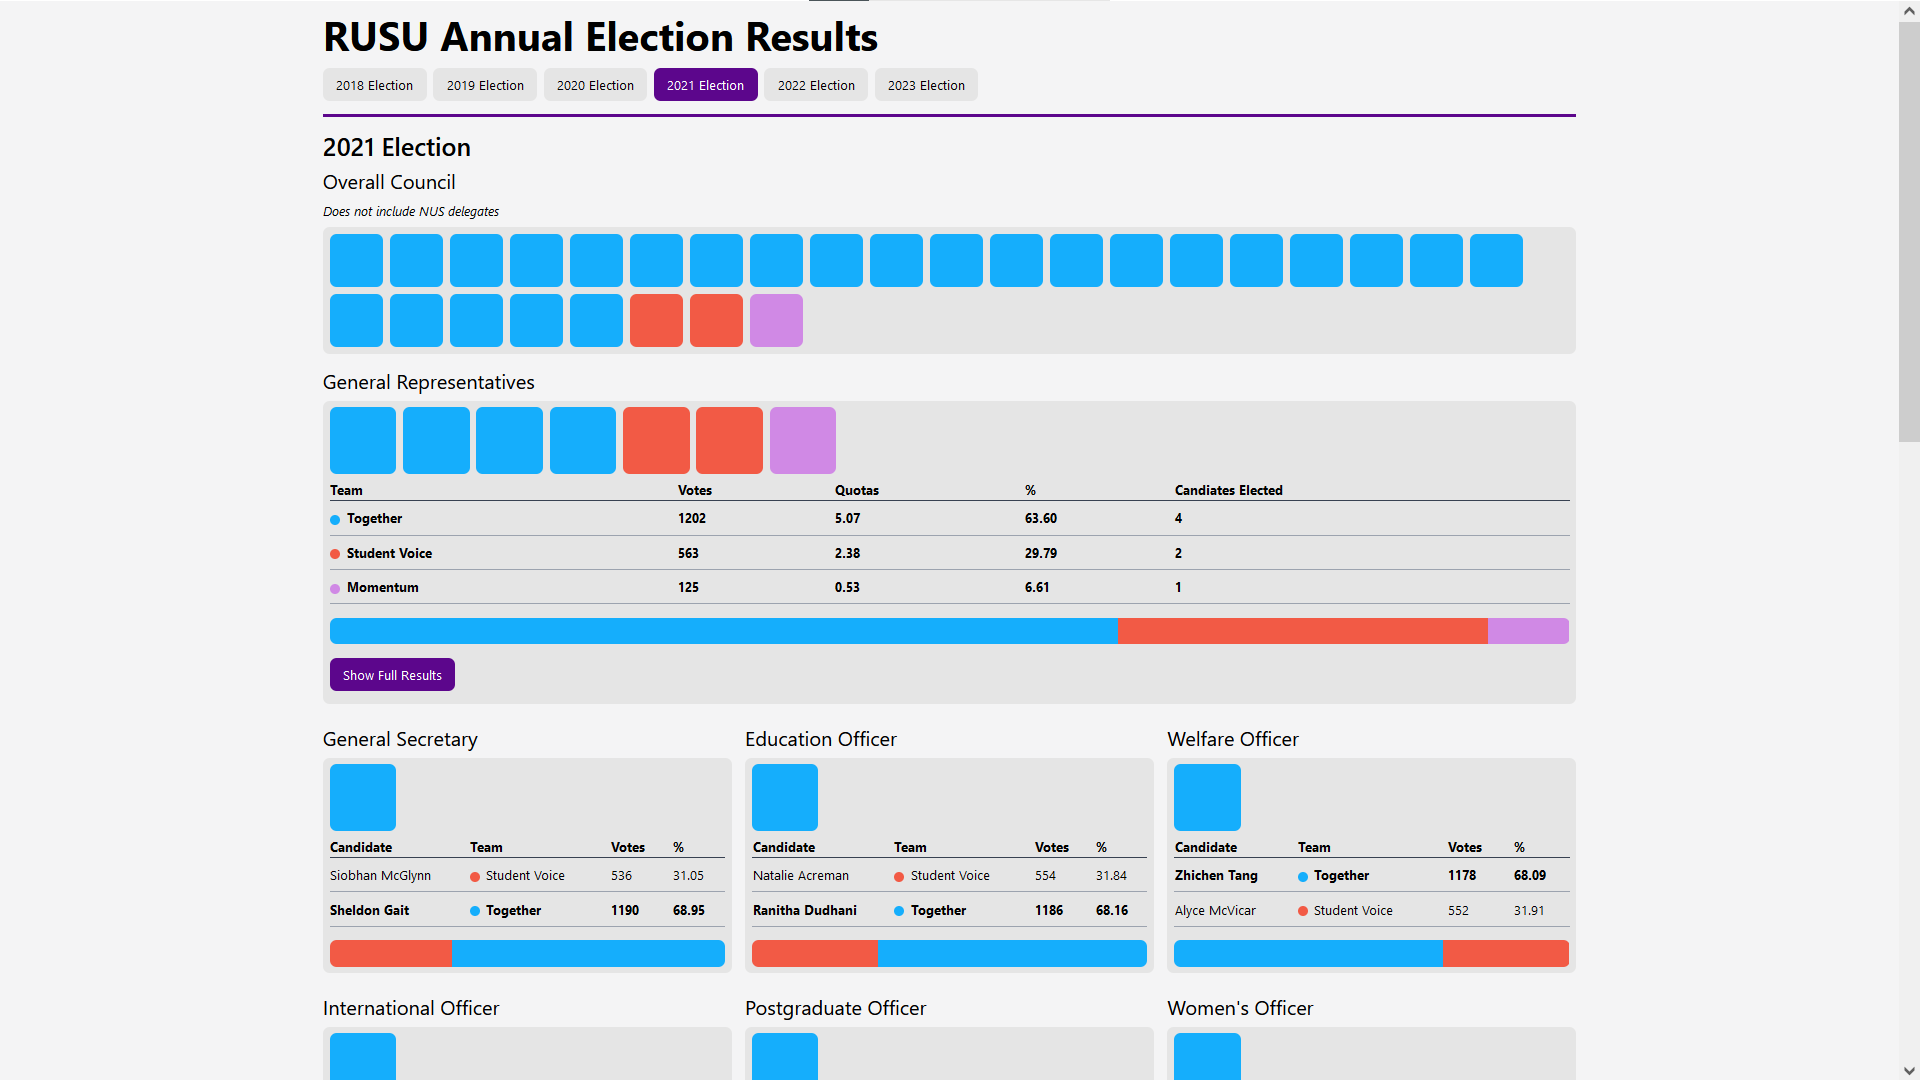 RUSU Annual Election Results
2018 Election 2019 Election 2020 Election 2021 Election 2022 Election 2023 Election
2021 Election
Overall Council
Does not include NUS delegates
General Representatives
Team Votes Quotas % Candiates Elected
Together 1202 5.07 63.60 4
Student Voice 563 2.38 29.79 2
Momentum 125 0.53 6.61 1
Show Full Results
General Secretary
Candidate Team Votes %
Siobhan McGlynn Student Voice 536 31.05
Sheldon Gait Together 1190 68.95
Education Officer
Candidate Team Votes %
Natalie Acreman Student Voice 554 31.84
Ranitha Dudhani Together 1186 68.16
Welfare Officer
Candidate Team Votes %
Zhichen Tang Together 1178 68.09
Alyce McVicar Student Voice 552 31.91
International Officer
Postgraduate Officer
Women's Officer